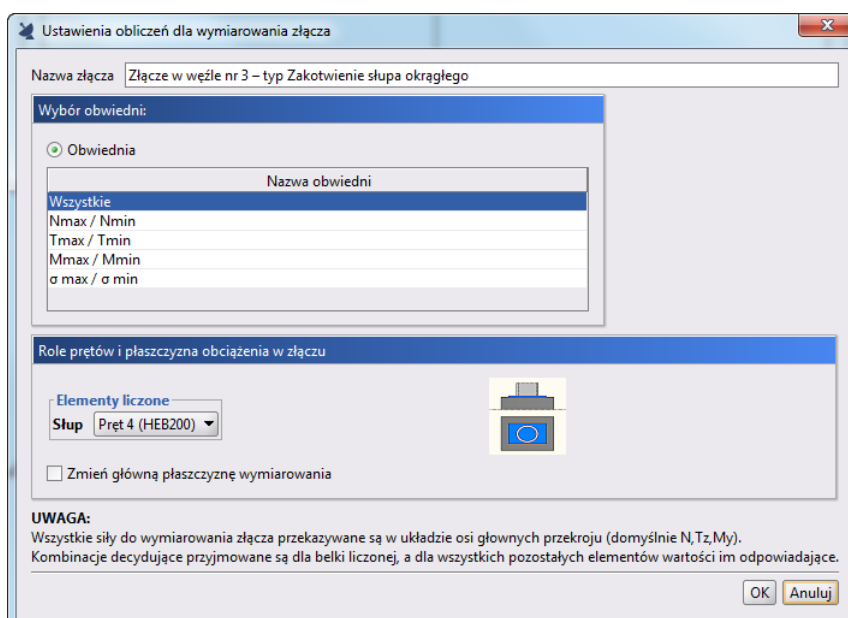 Ustawienia obliczeń dla wymiarowania złącza
Nazwa złącza Złącze w węźle nr 3 – typ Zakotwienie słupa okrągłego
Wybór obwiedni:
Obwiednia
Nazwa obwiedni
Wszystkie
Nmax / Nmin
Tmax / Tmin
Mmax / Mmin
σ max / σ min
Role prętów i płaszczyzna obciążenia w złączu
Elementy liczone
Słup Pręt 4 (HEB200)
Zmień główną płaszczyznę wymiarowania
UWAGA:
Wszystkie siły do wymiarowania złącza przekazywane są w układzie osi głownych przekroju (domyślnie N,Tz,My).
Kombinacje decydujące przyjmowane są dla belki liczonej, a dla wszystkich pozostałych elementów wartości im odpowiadające.
OK Anuluj